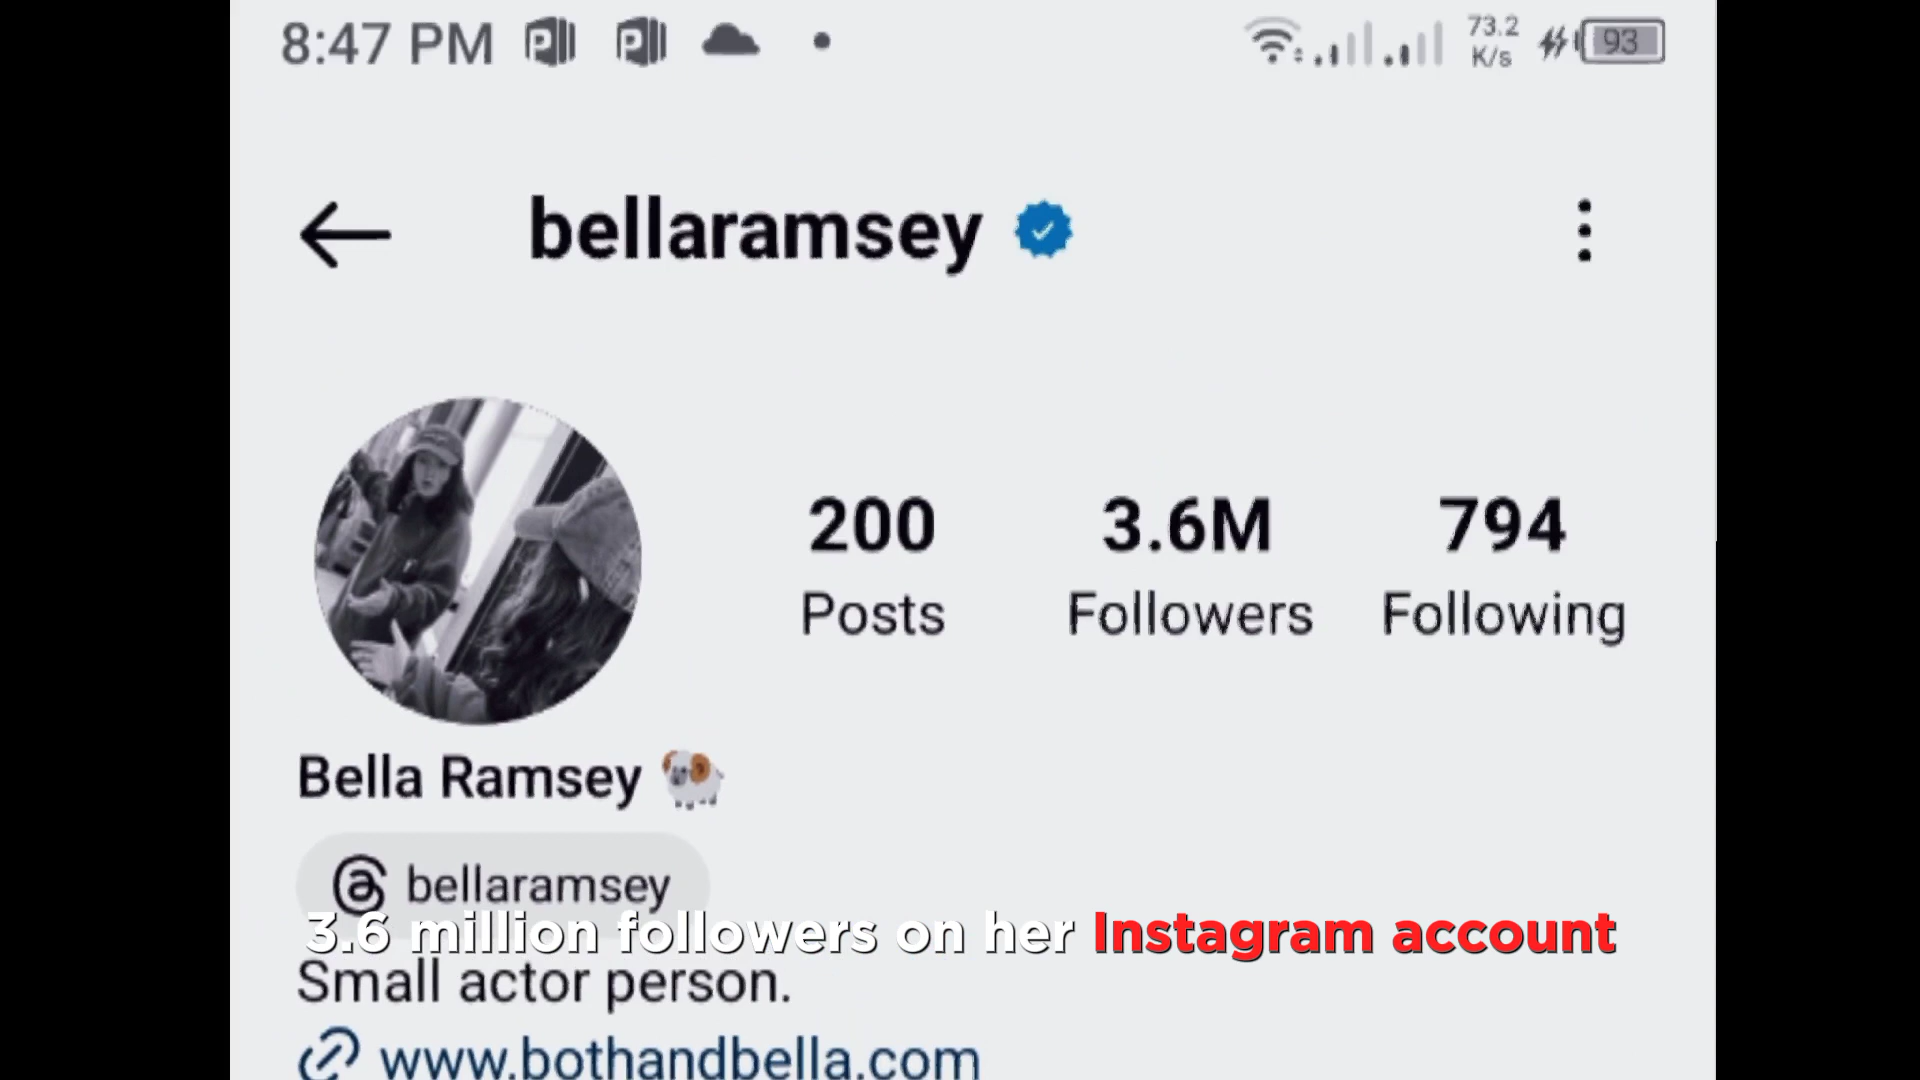 8:47 PM 73.2 K/s 93
bellaramsey
200 3.6M 794
Posts Followers Following
Bella Ramsey
bellaramsey
3.6 million followers on her Instagram account
Small actor person.
www.bothandbella.com